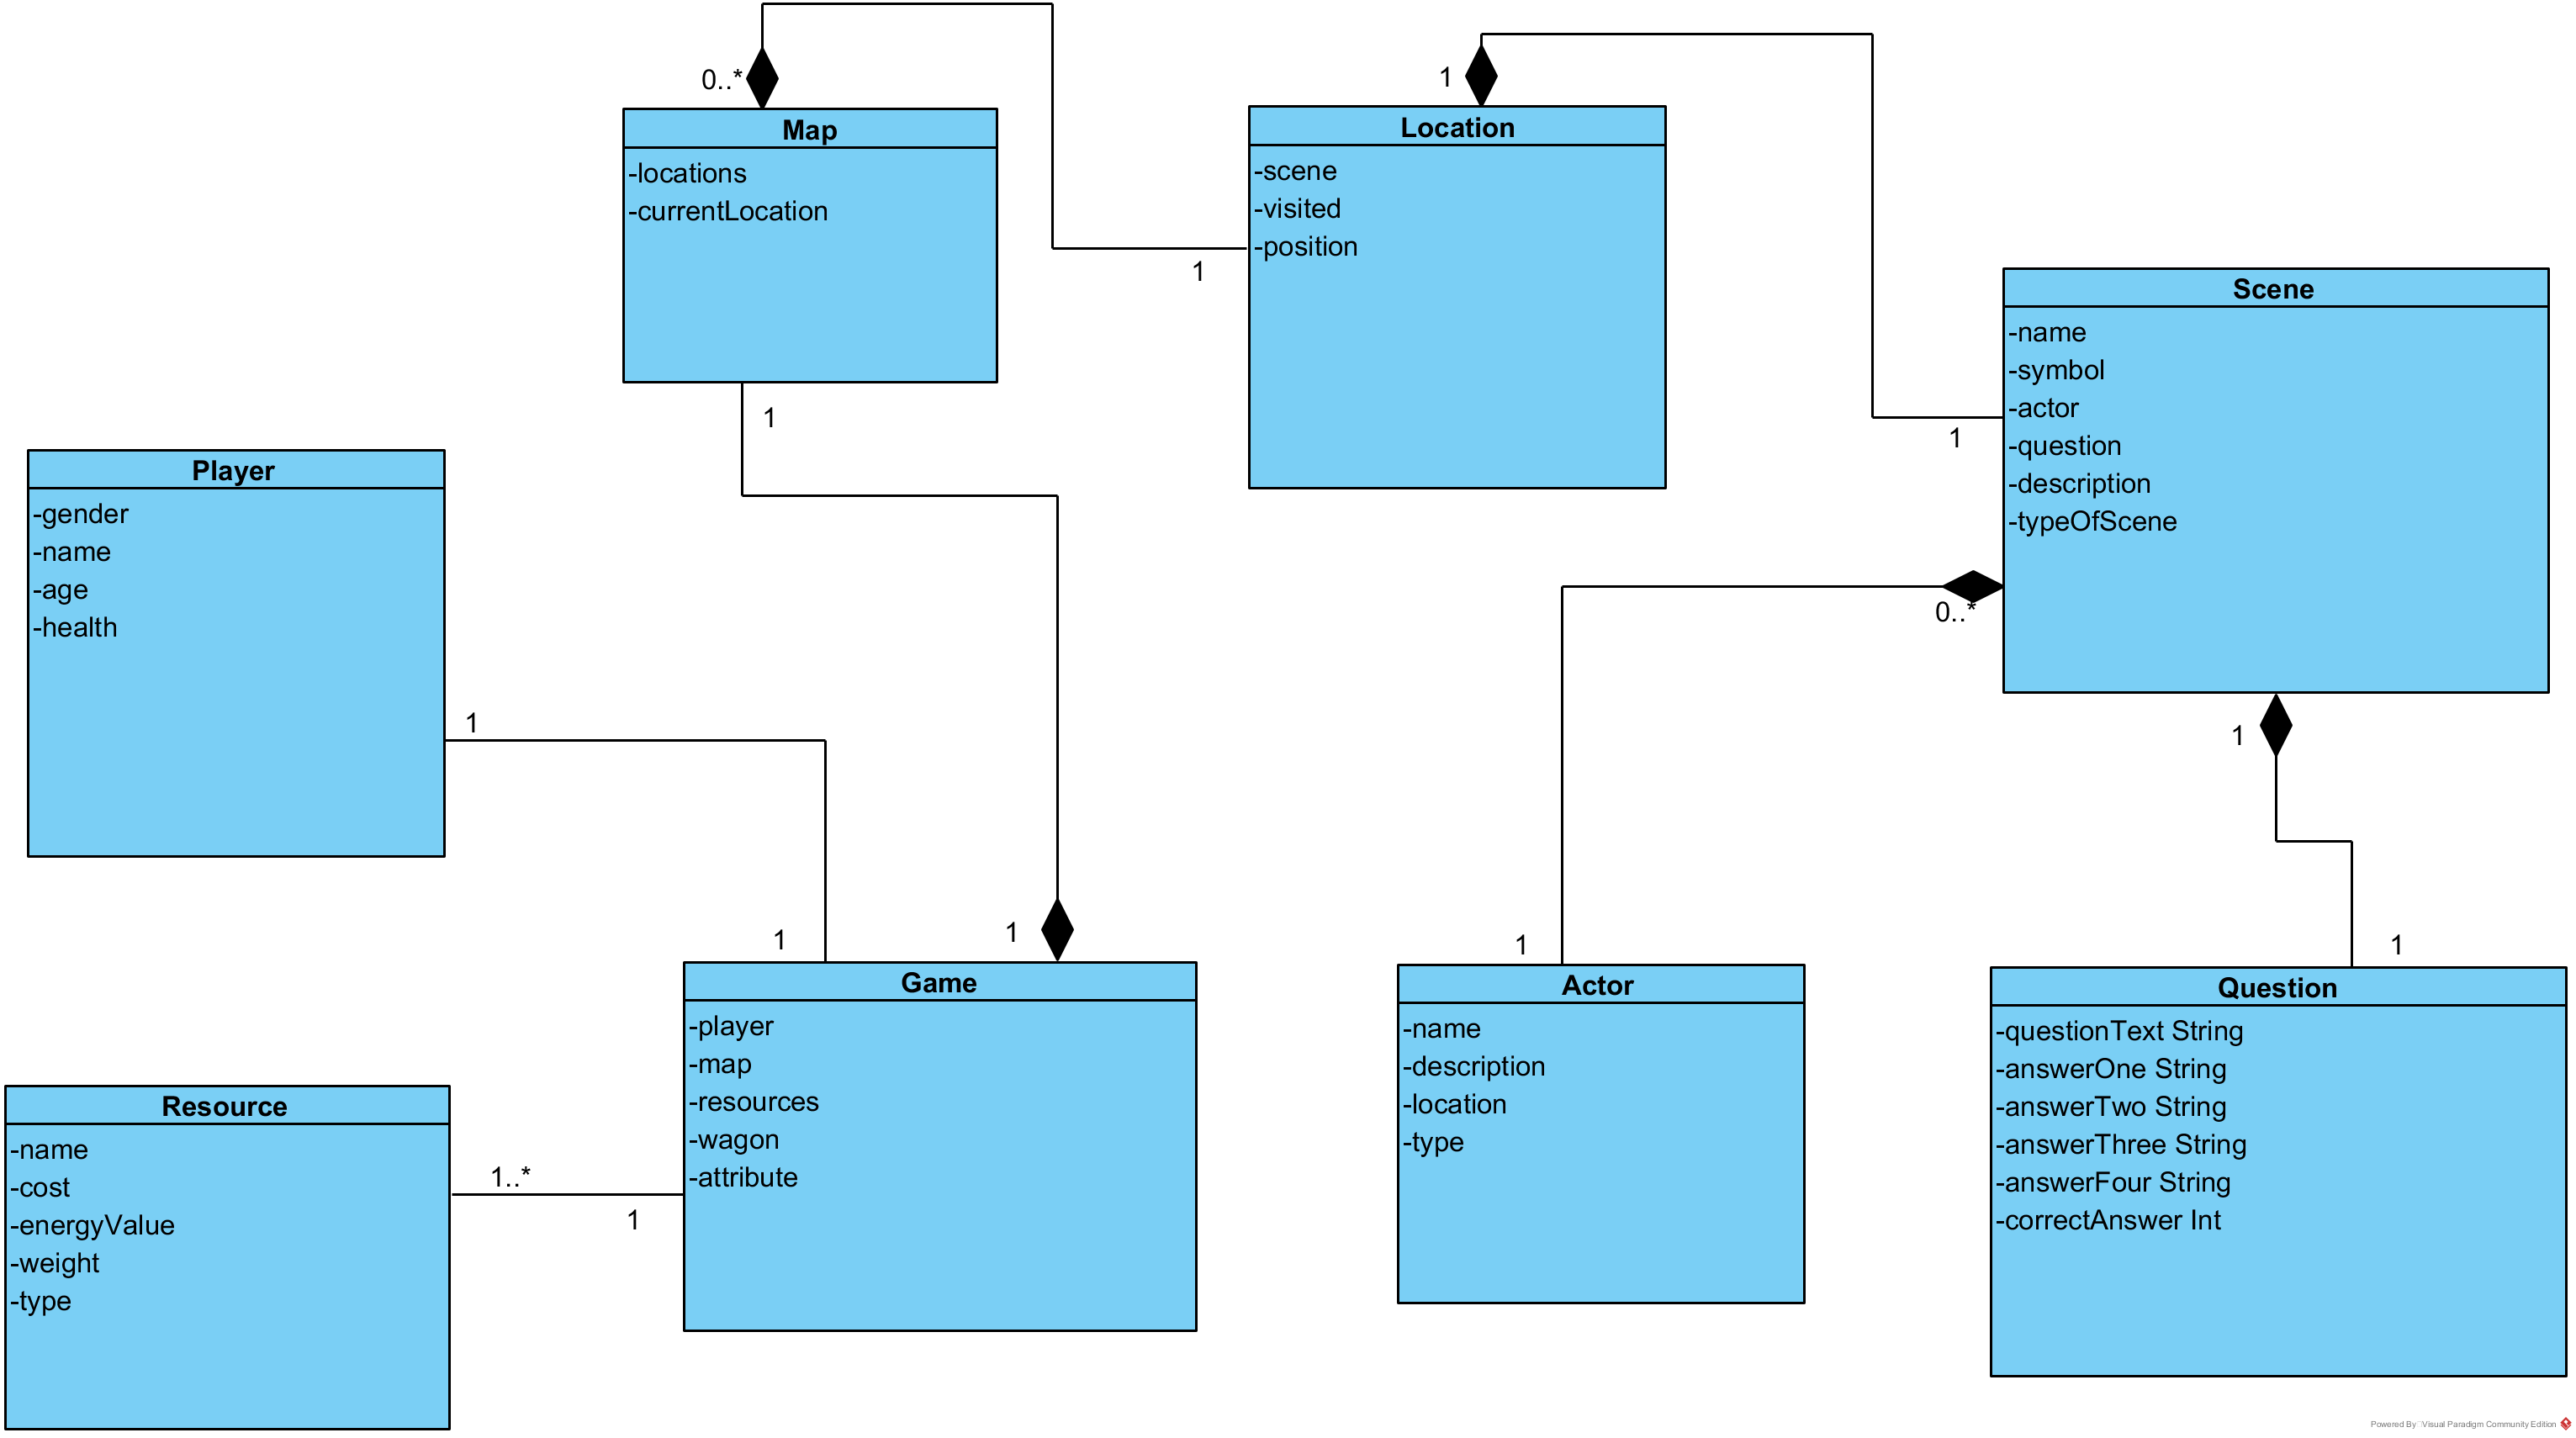 0..*
Map
-locations
-currentLocation
1
1
1
Location
-scene
-visited
-position
1
Scene
-name
-symbol
-actor
-question
-description
-typeOfScene
0..*
1
Player
-gender
-name
-age
-health
1
1
1
Game
-player
-map
-resources
-wagon
-attribute
1
Actor
-name
-description
-location
-type
1
Question
-questionText String
-answerOne String
-answerTwo String
-answerThree String
-answerFour String
-correctAnswer Int
Resource
-name
-cost
-energyValue
-weight
-type
1..*
1
Powered By Visual Paradigm Community Edition